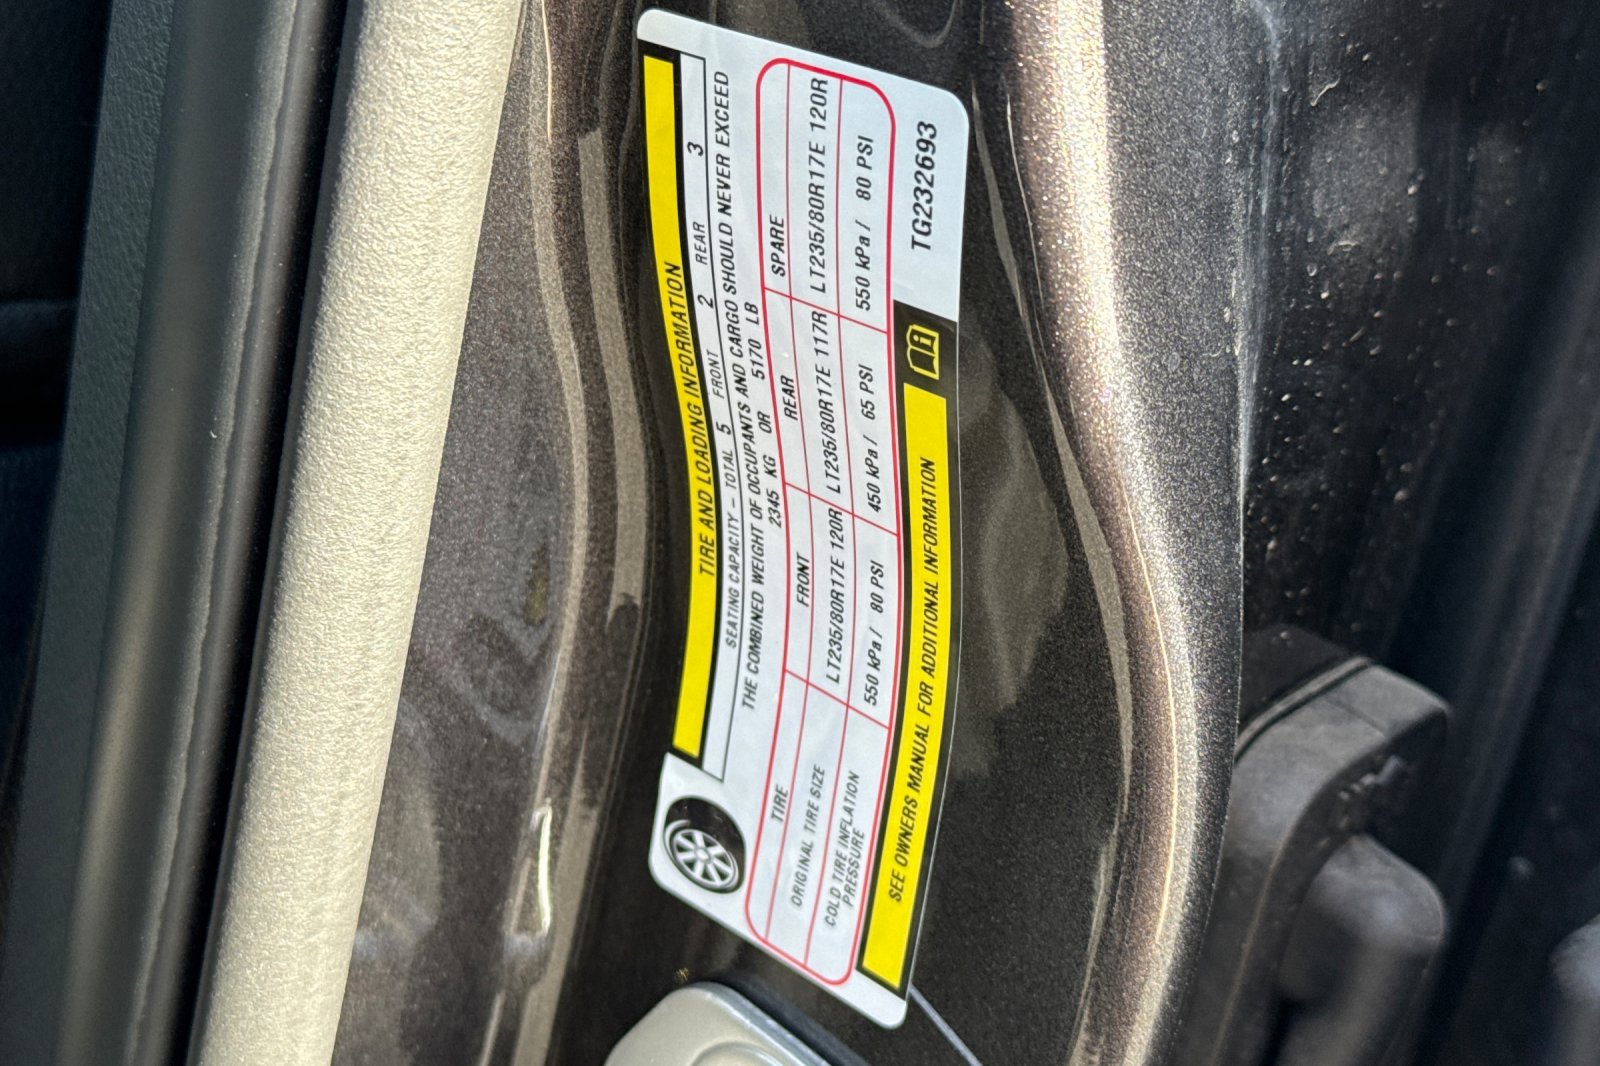 TIRE AND LOADING INFORMATION
SEATING CAPACITY – TOTAL 5 FRONT 2 REAR 3
THE COMBINED WEIGHT OF OCCUPANTS AND CARGO SHOULD NEVER EXCEED
2345 KG OR 5170 LB
TIRE FRONT REAR SPARE
ORIGINAL TIRE SIZE LT235/80R17E 120R LT235/80R17E 117R LT235/80R17E 120R
COLD TIRE INFLATION
PRESSURE 550 kPa / 80 PSI 450 kPa / 65 PSI 550 kPa / 80 PSI
SEE OWNERS MANUAL FOR ADDITIONAL INFORMATION
TG232693